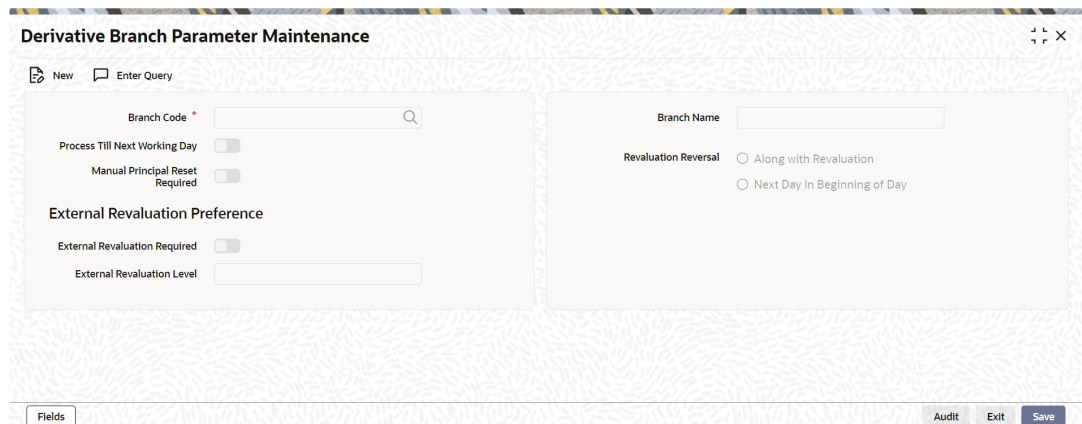 Derivative Branch Parameter Maintenance
New Enter Query
Branch Code *
Process Till Next Working Day
Manual Principal Reset
Required
External Revaluation Preference
External Revaluation Required
External Revaluation Level
Branch Name
Revaluation Reversal Along with Revaluation
Next Day In Beginning of Day
Fields Audit Exit Save